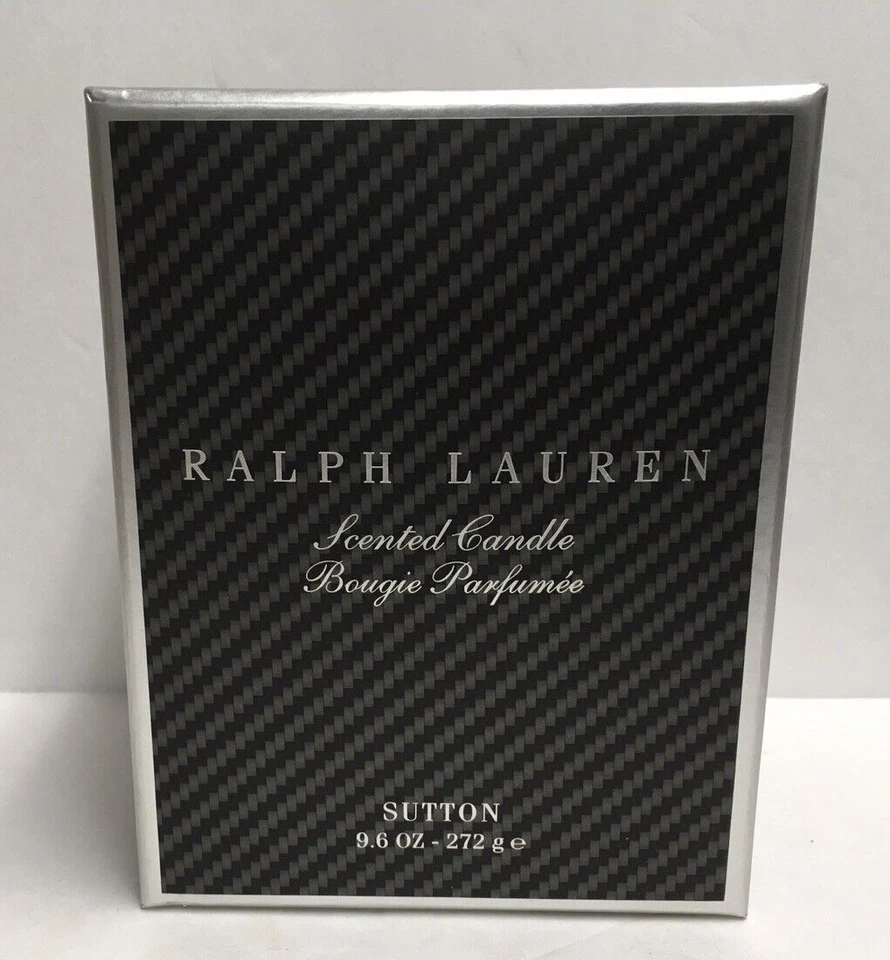 RALPH LAUREN
Scented Candle
Bougie Parfumée
SUTTON
9.6 OZ - 272 g ℮